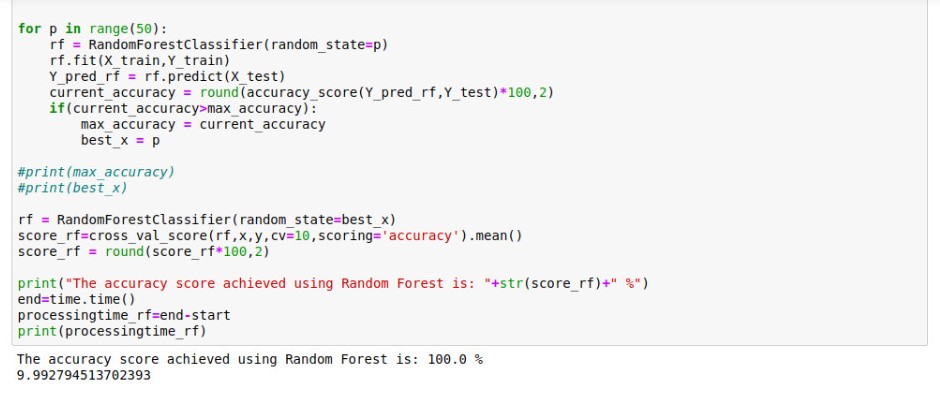 for p in range(50):
    rf = RandomForestClassifier(random_state=p)
    rf.fit(X_train,Y_train)
    Y_pred_rf = rf.predict(X_test)
    current_accuracy = round(accuracy_score(Y_pred_rf,Y_test)*100,2)
    if(current_accuracy>max_accuracy):
        max_accuracy = current_accuracy
        best_x = p
#print(max_accuracy)
#print(best_x)
rf = RandomForestClassifier(random_state=best_x)
score_rf=cross_val_score(rf,x,y,cv=10,scoring='accuracy').mean()
score_rf = round(score_rf*100,2)
print("The accuracy score achieved using Random Forest is: "+str(score_rf)+" %")
end=time.time()
processingtime_rf=end-start
print(processingtime_rf)
The accuracy score achieved using Random Forest is: 100.0 %
9.992794513702393